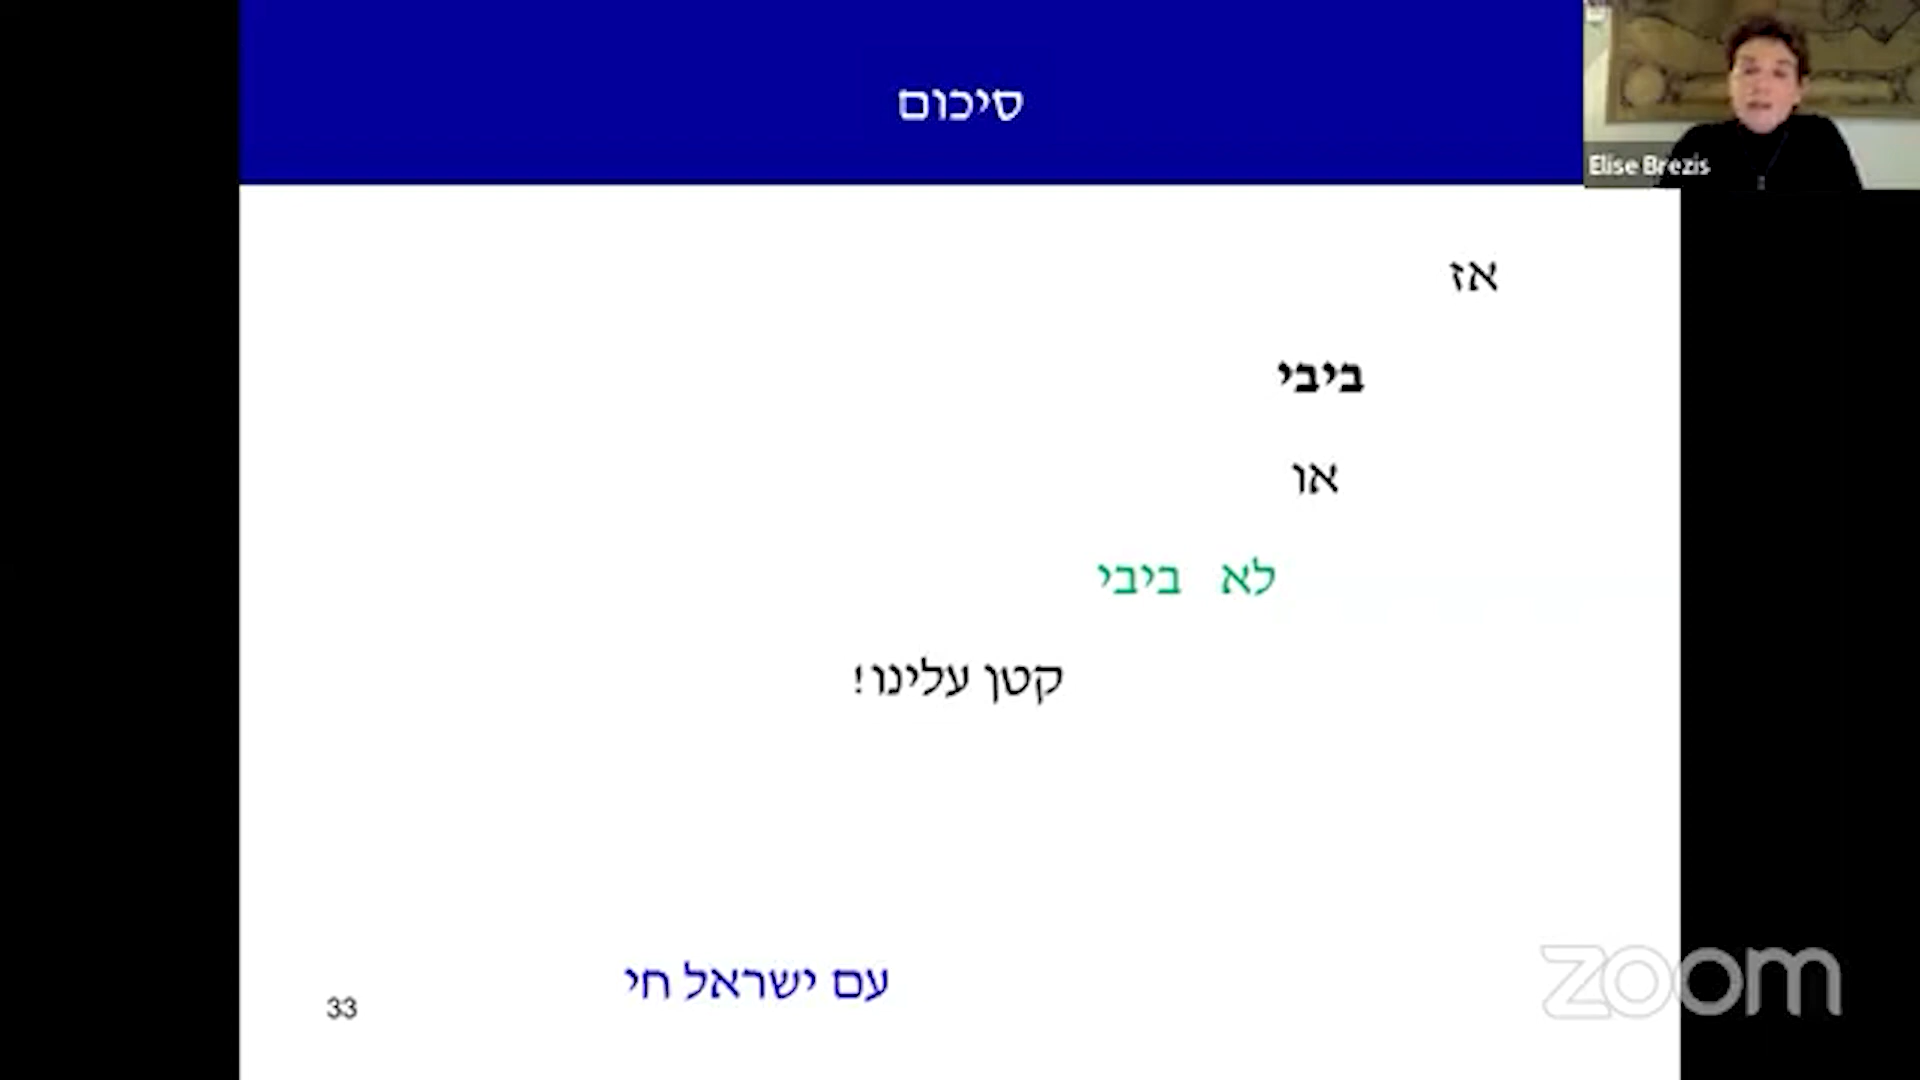 סיכום
Elise Brezis
אז
ביבי
או
לא ביבי
קטן עלינו!
עם ישראל חי
33
zoom